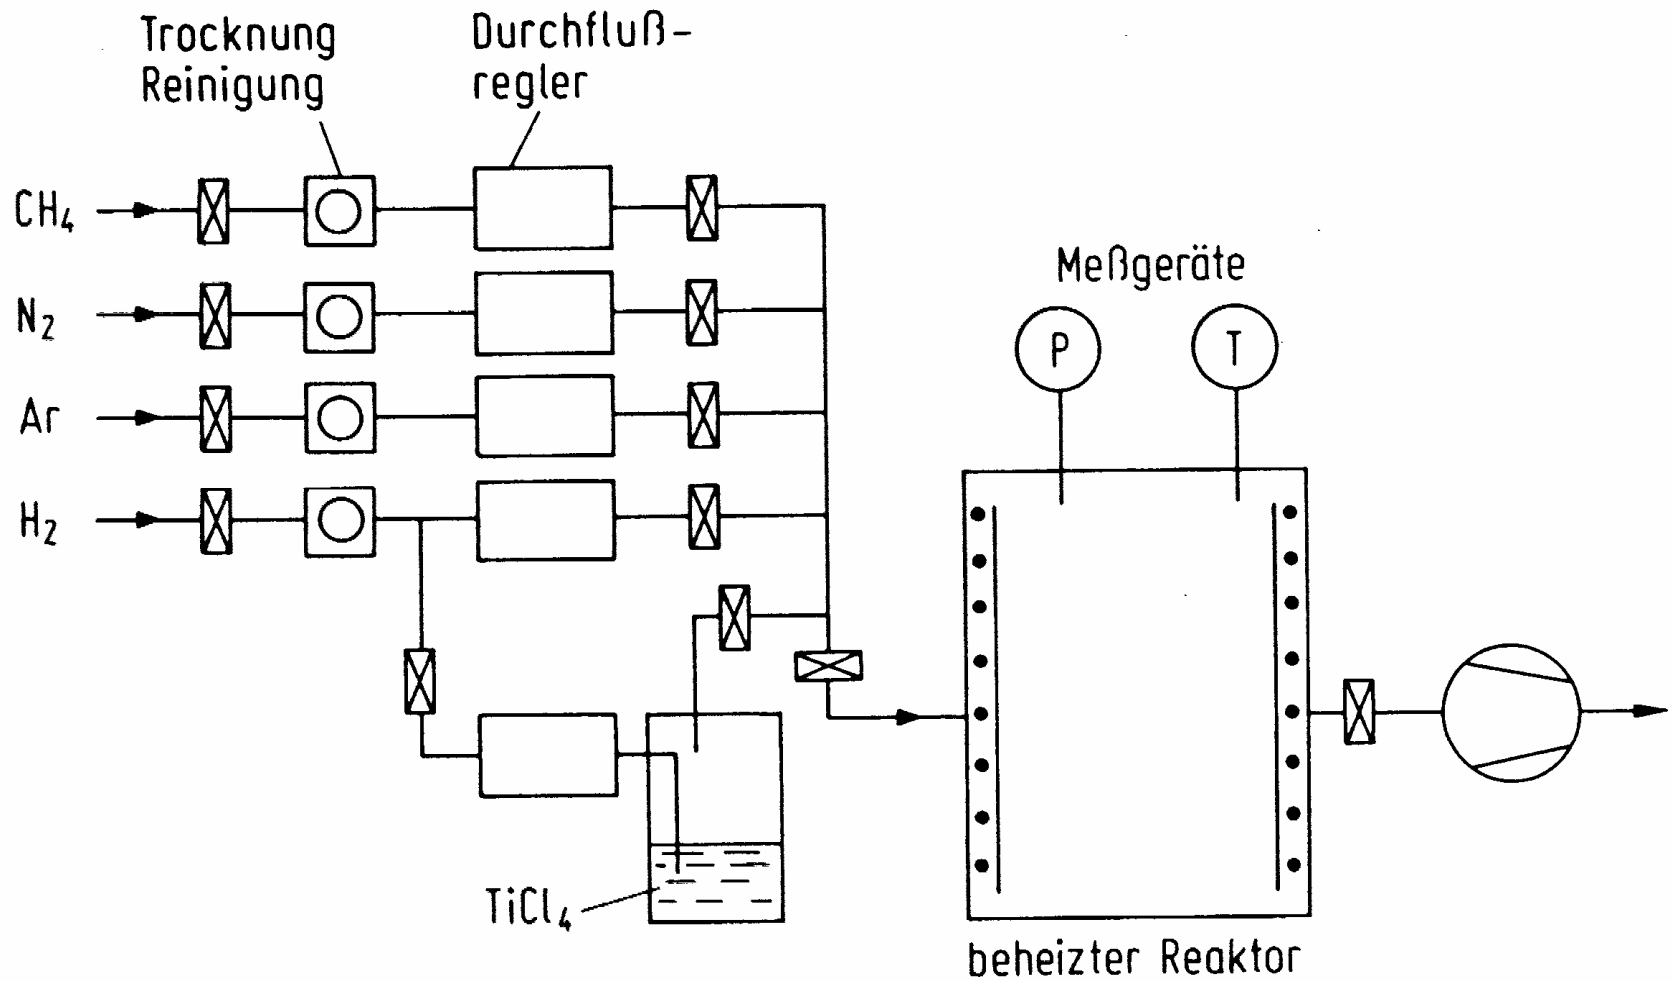 Trocknung
Reinigung
Durchfluß-
regler
CH₄
N₂
Ar
H₂
Meßgeräte
P
T
TiCl₄
beheizter Reaktor